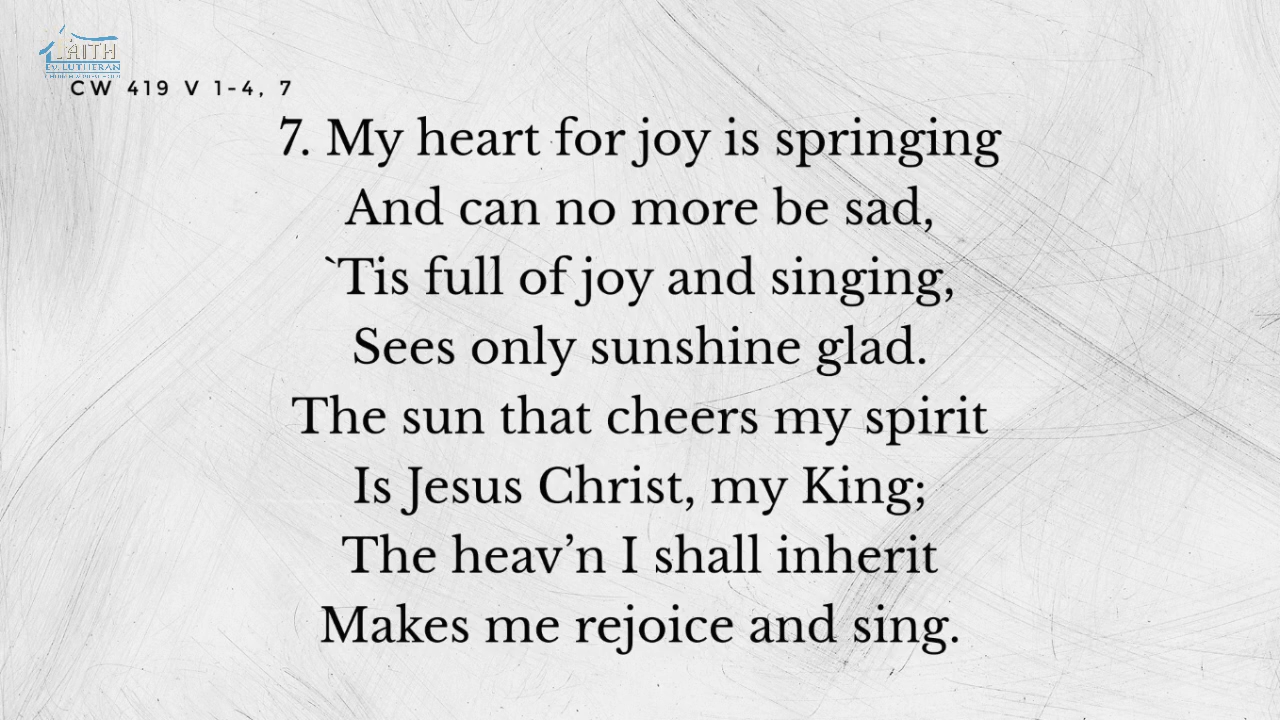 FAITH
EV. LUTHERAN
CW 419 V 1-4, 7
7. My heart for joy is springing
And can no more be sad,
`Tis full of joy and singing,
Sees only sunshine glad.
The sun that cheers my spirit
Is Jesus Christ, my King;
The heav’n I shall inherit
Makes me rejoice and sing.